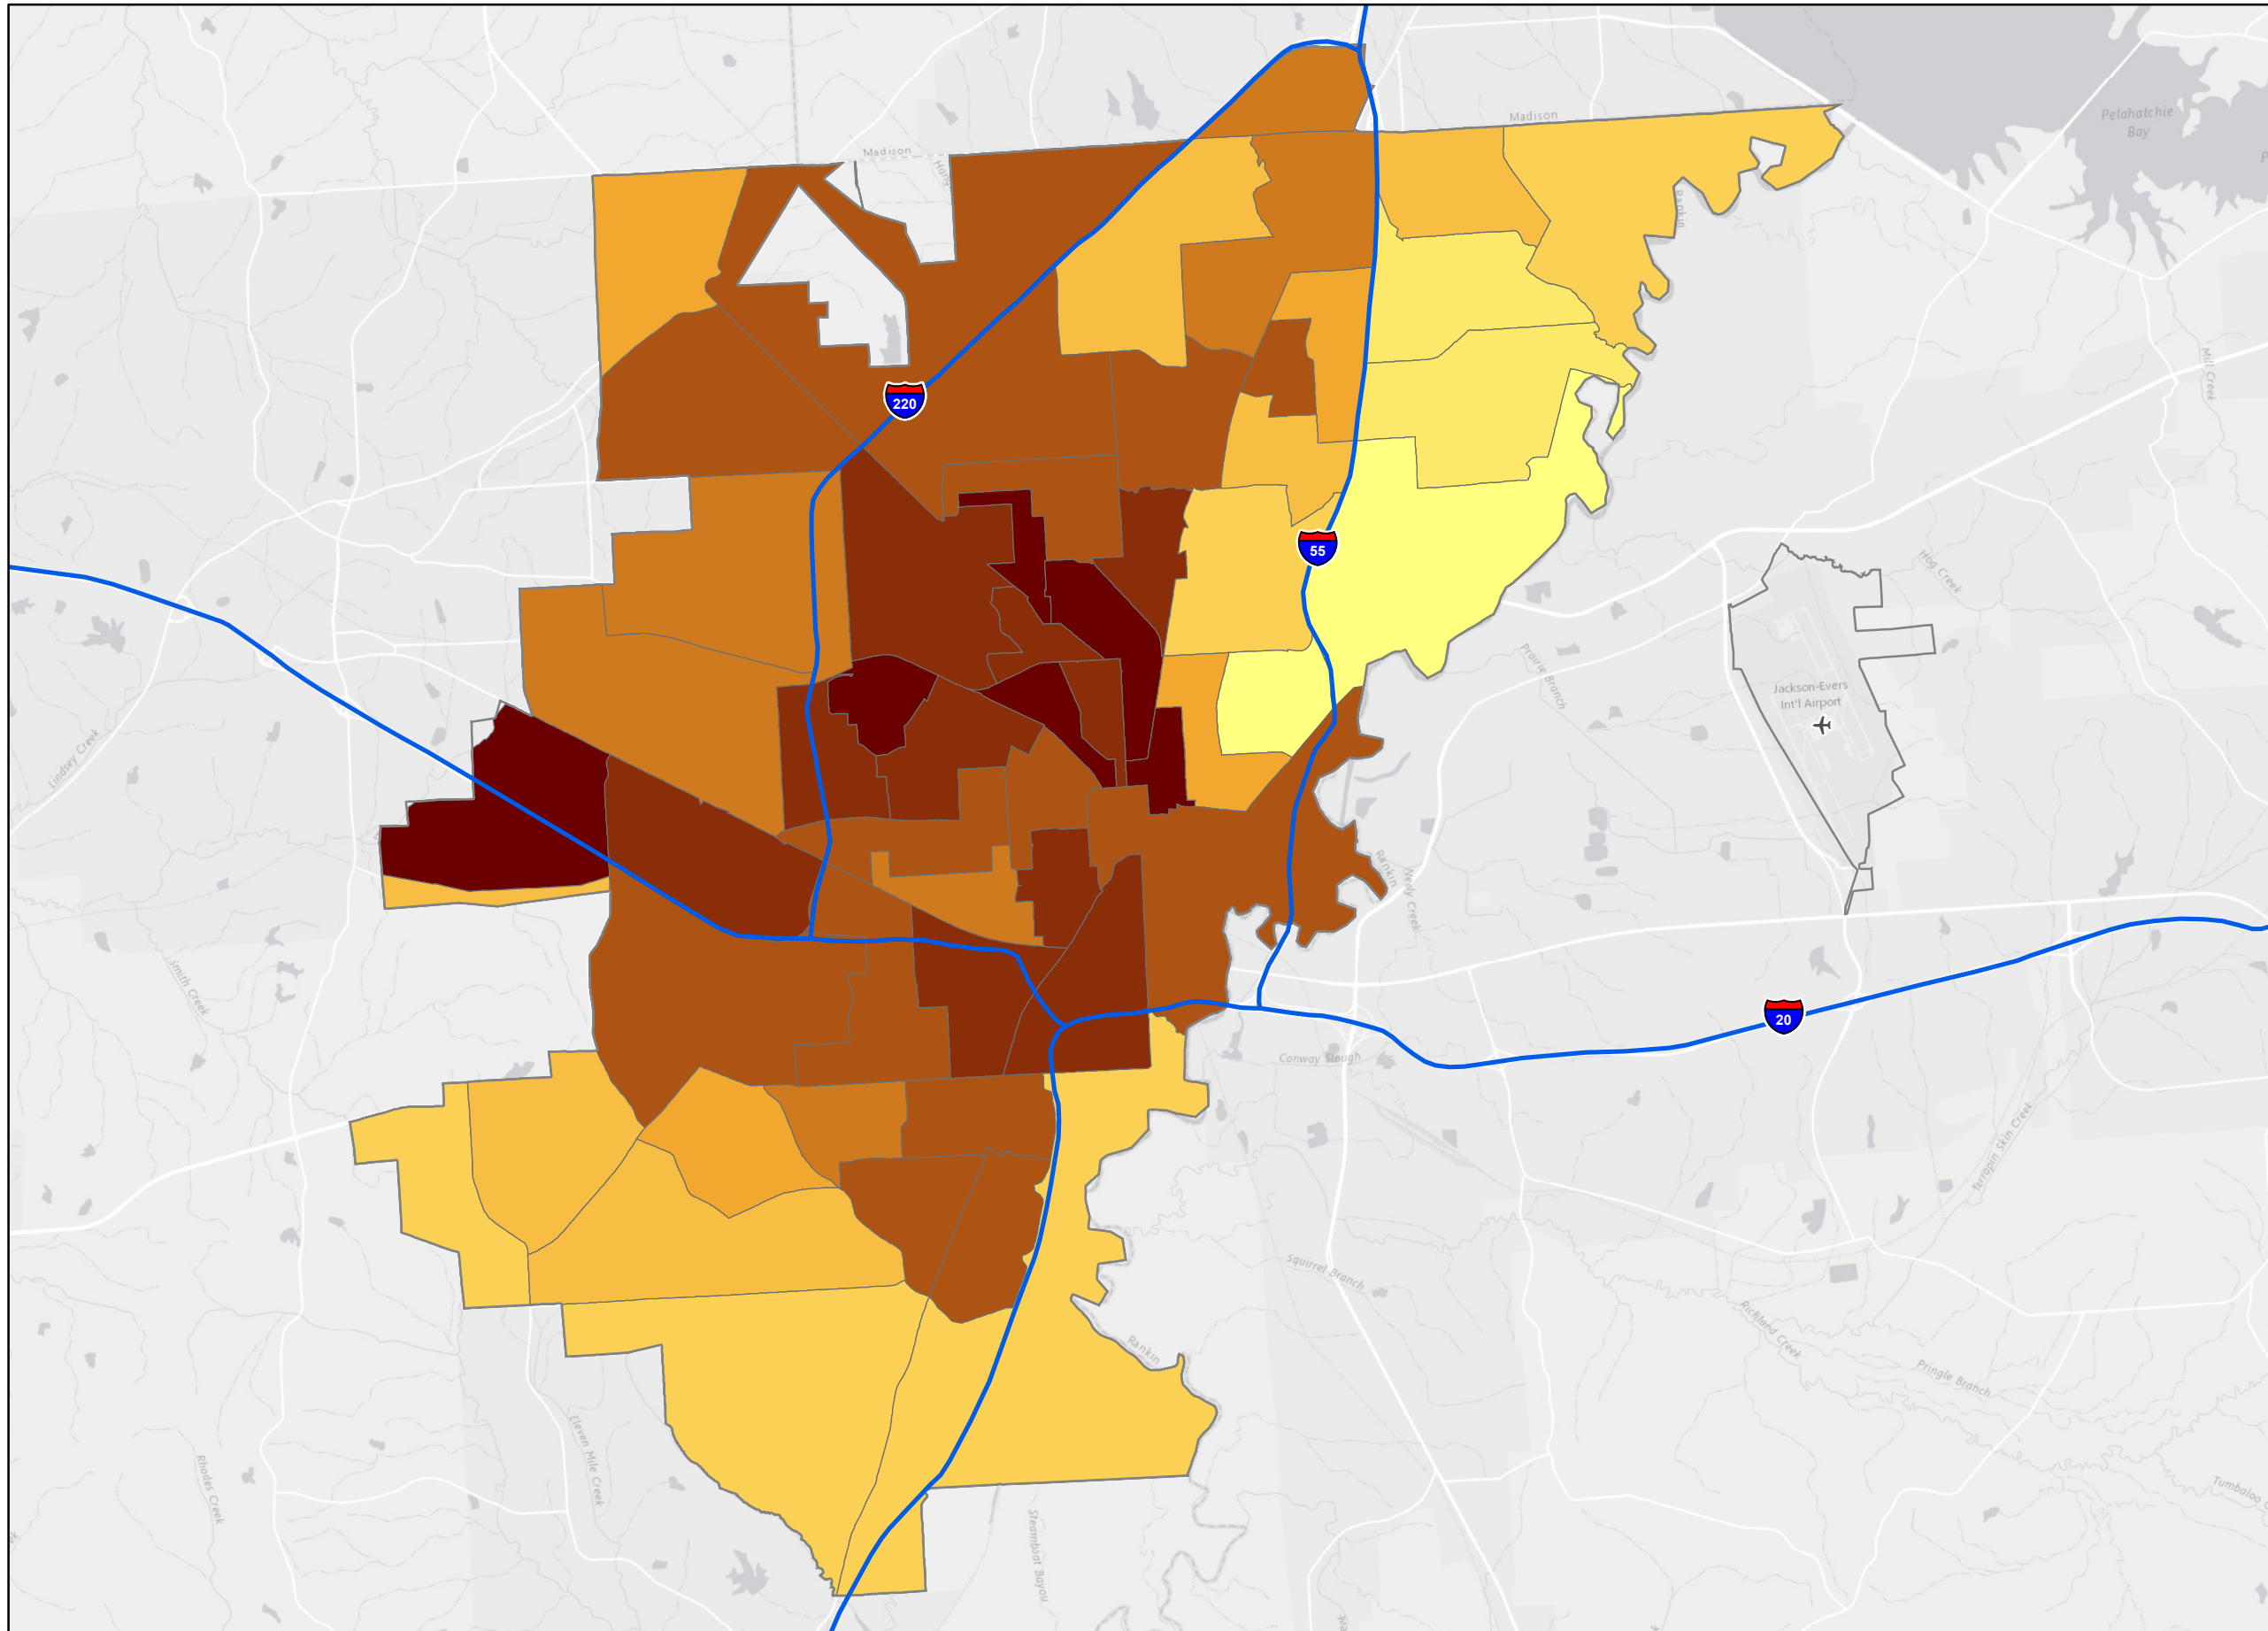 Pelahatchie
Bay
Madison
Madison
Rankin
220
Mill Creek
55
Hog Creek
Prairie Branch
Jackson-Evers
Int'l Airport
Lindsey Creek
Rankin
Neely Creek
Smith Creek
20
Conway Slough
Terrapin Skin Creek
Squirrel Branch
Richland Creek
Rankin
Pringle Branch
Eleven Mile Creek
Rhodes Creek
Steamboat Bayou
Tumbaloo